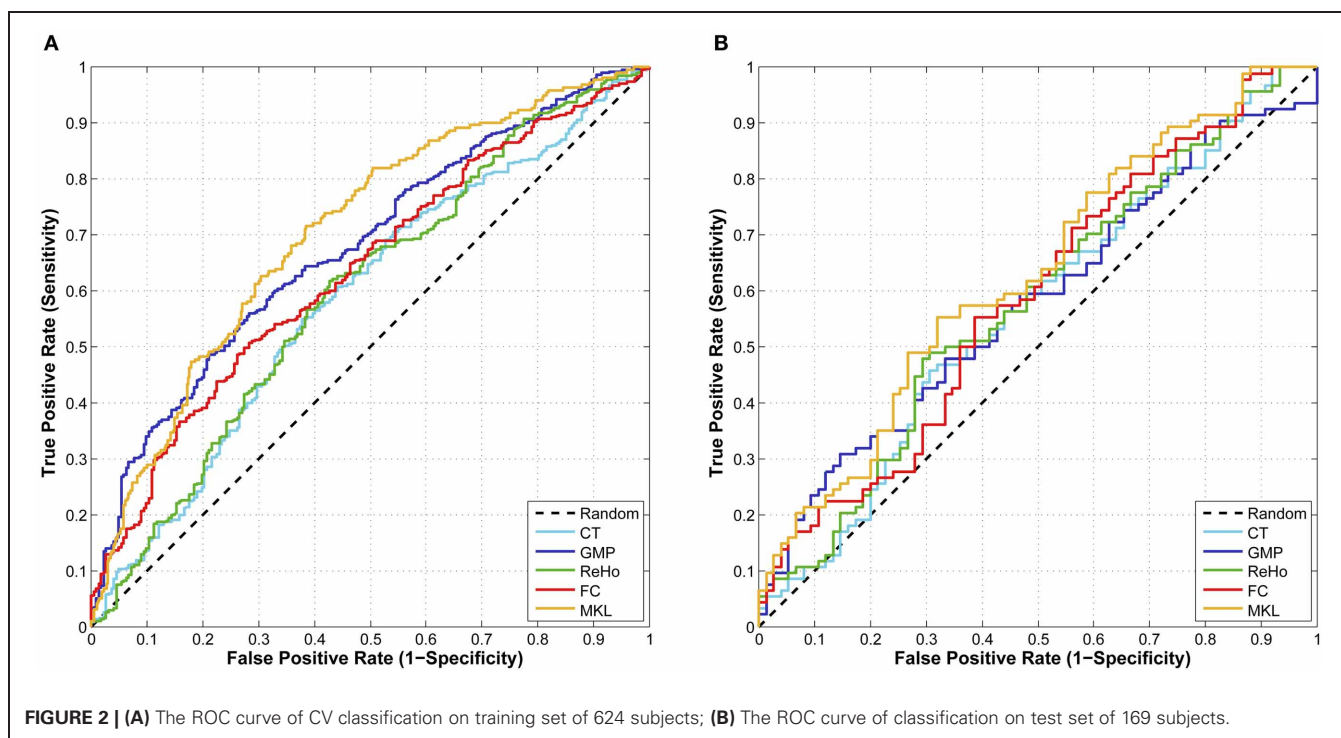 A
True Positive Rate (Sensitivity)
1
0.9
0.8
0.7
0.6
0.5
0.4
0.3
0.2
0.1
0
0 0.1 0.2 0.3 0.4 0.5 0.6 0.7 0.8 0.9 1
False Positive Rate (1−Specificity)
Random
CT
GMP
ReHo
FC
MKL
B
True Positive Rate (Sensitivity)
1
0.9
0.8
0.7
0.6
0.5
0.4
0.3
0.2
0.1
0
0 0.1 0.2 0.3 0.4 0.5 0.6 0.7 0.8 0.9 1
False Positive Rate (1−Specificity)
Random
CT
GMP
ReHo
FC
MKL
FIGURE 2 | (A) The ROC curve of CV classification on training set of 624 subjects; (B) The ROC curve of classification on test set of 169 subjects.